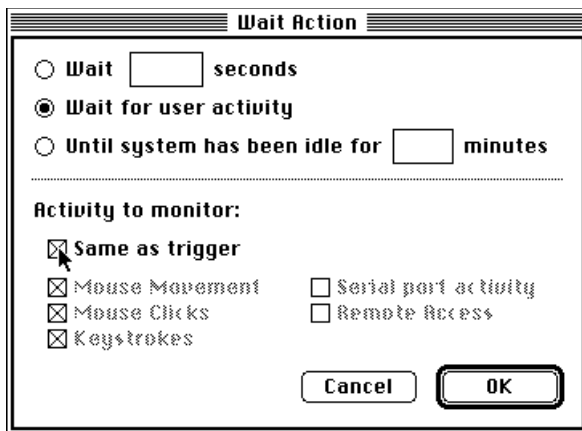 Wait Action
Wait seconds
Wait for user activity
Until system has been idle for minutes
Activity to monitor:
Same as trigger
Mouse Movement Serial port activity
Mouse Clicks Remote Access
Keystrokes
Cancel OK